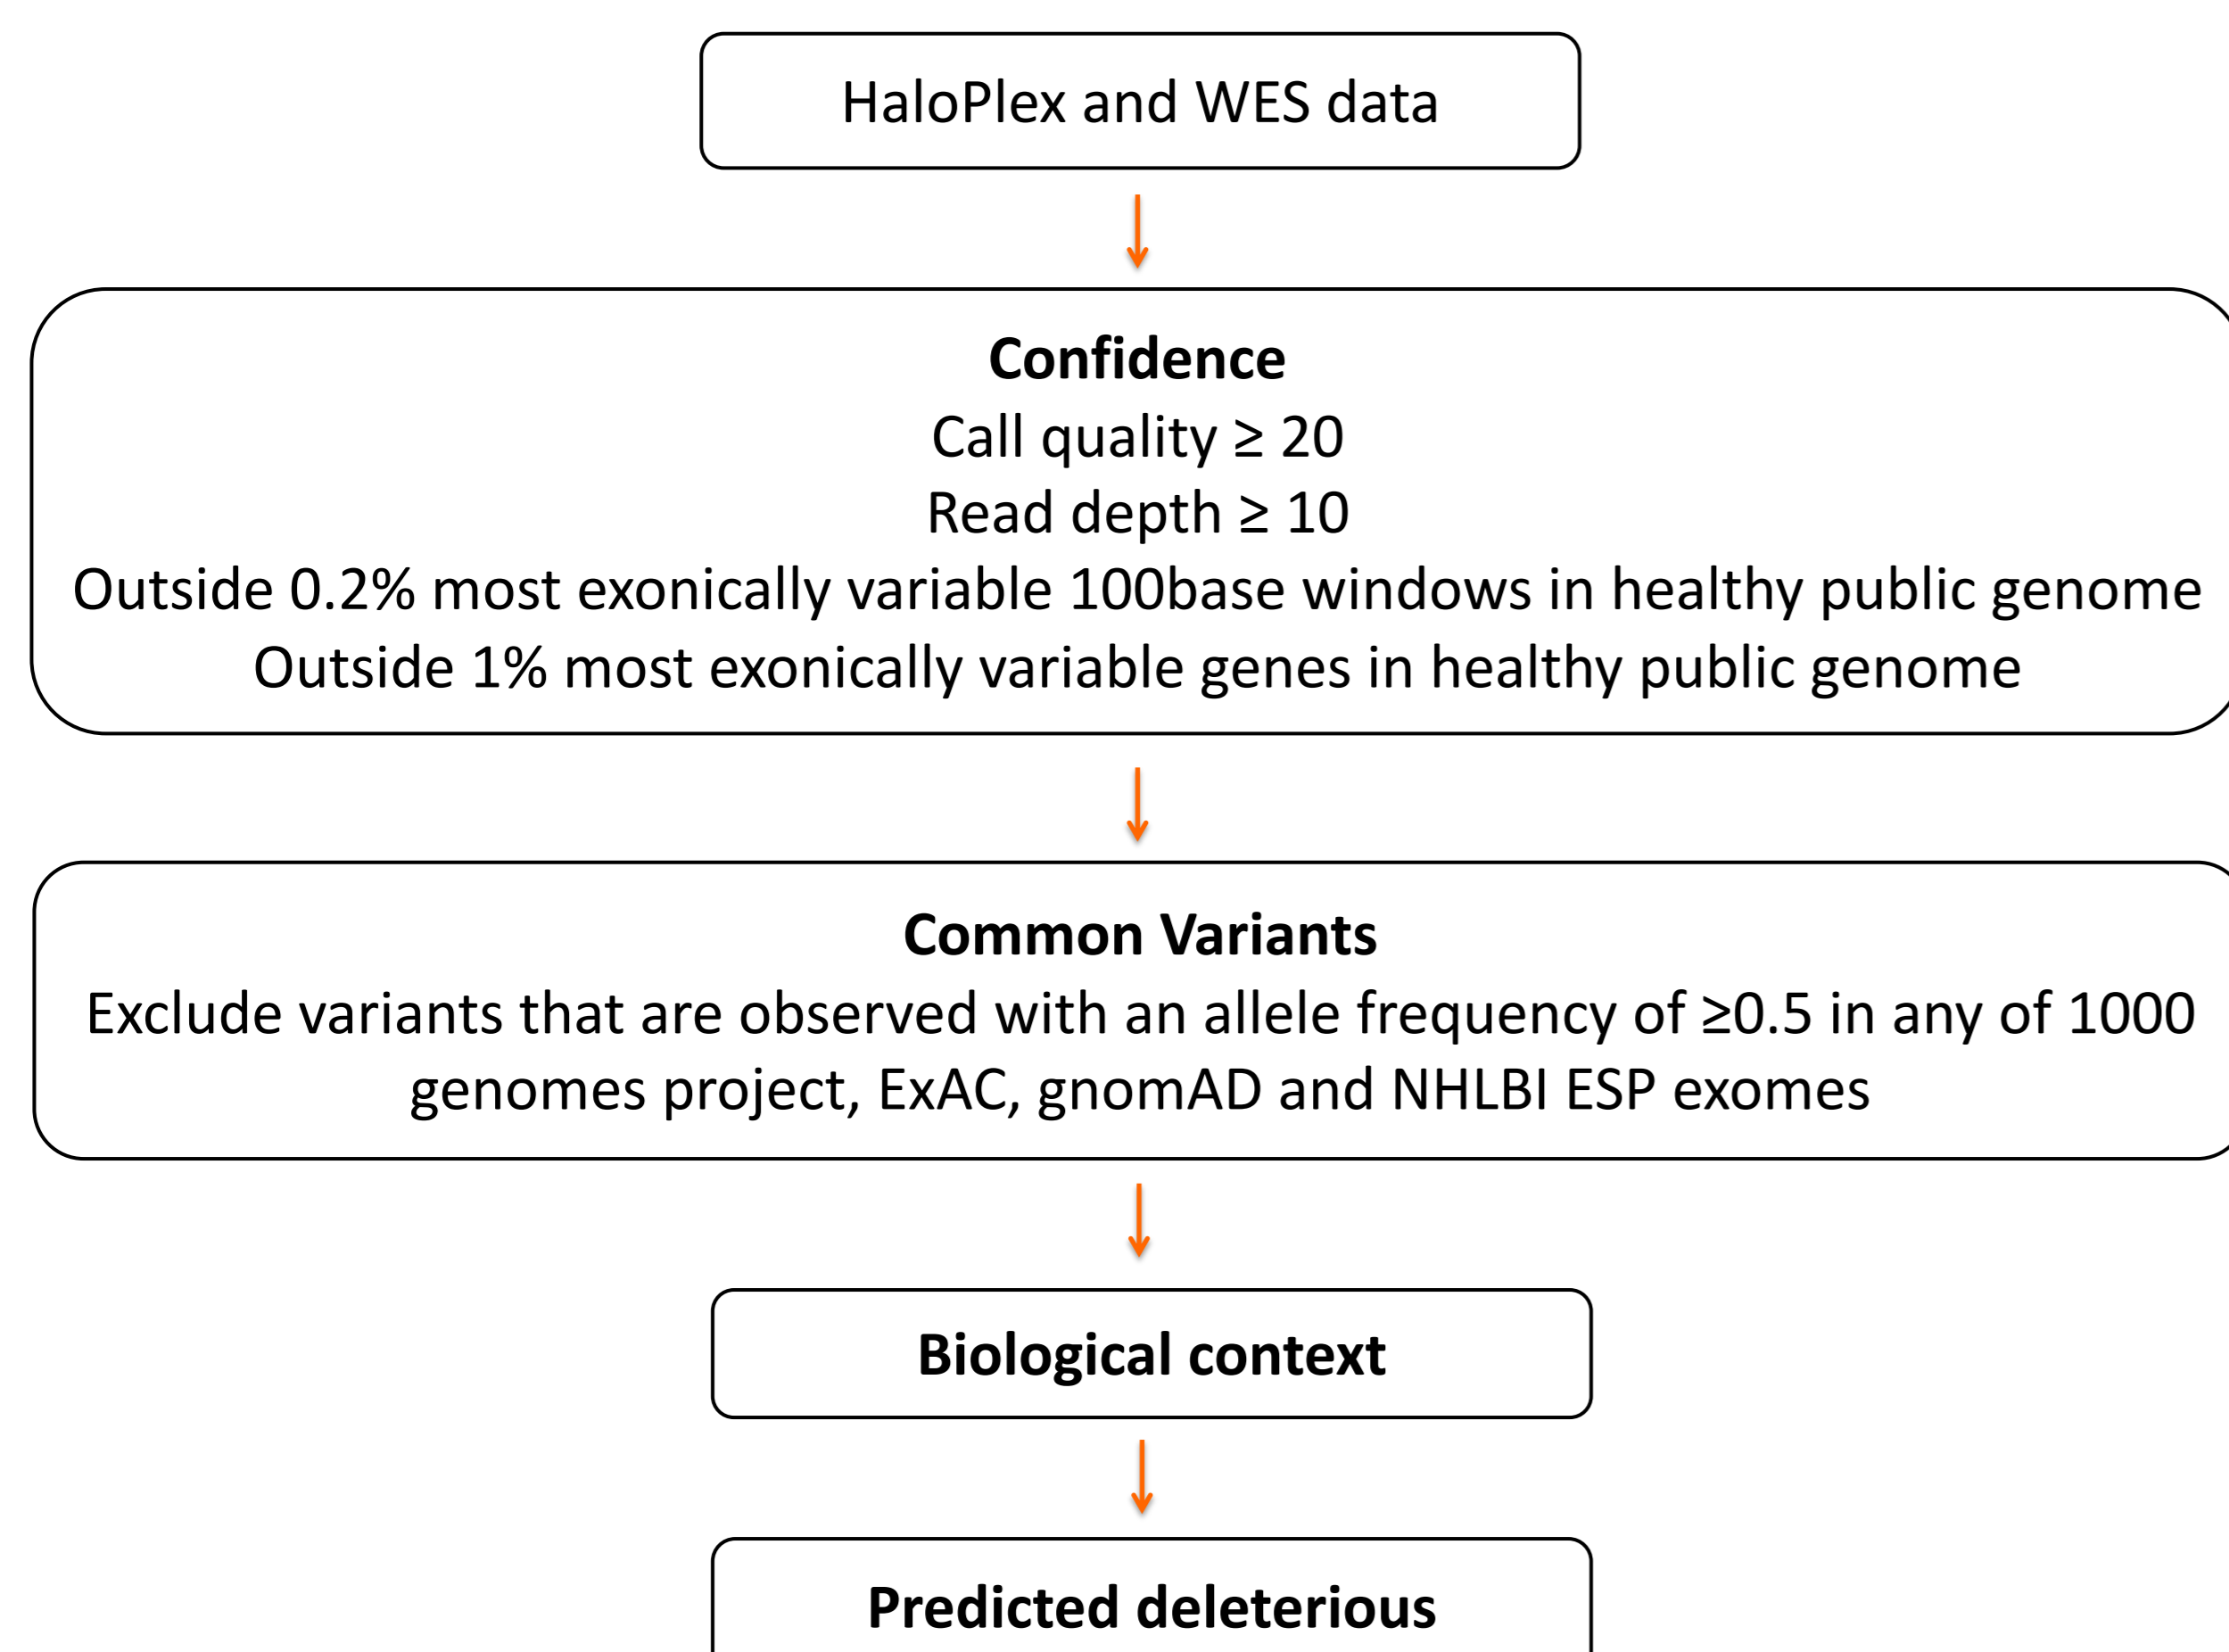 HaloPlex and WES data
Confidence
Call quality ≥ 20
Read depth ≥ 10
Outside 0.2% most exonically variable 100base windows in healthy public genome
Outside 1% most exonically variable genes in healthy public genome
Common Variants
Exclude variants that are observed with an allele frequency of ≥0.5 in any of 1000
genomes project, ExAC, gnomAD and NHLBI ESP exomes
Biological context
Predicted deleterious